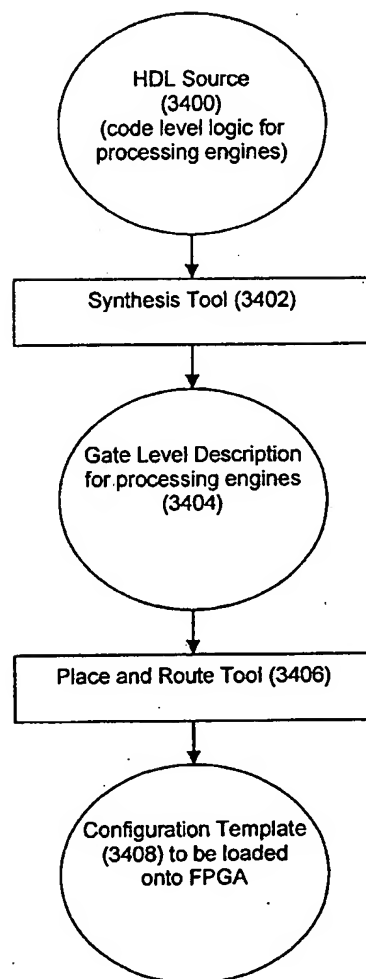 HDL Source
(3400)
(code level logic for
processing engines)
Synthesis Tool (3402)
Gate Level Description
for processing engines
(3404)
Place and Route Tool (3406)
Configuration Template
(3408) to be loaded
onto FPGA